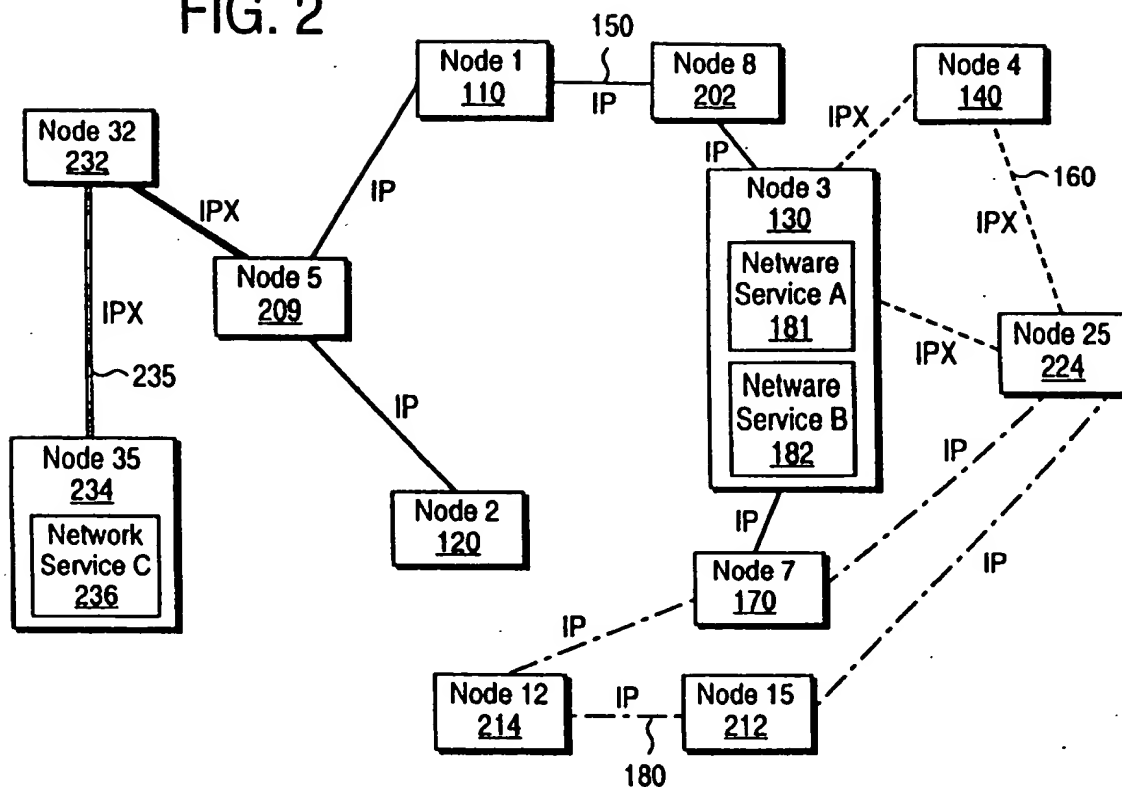 FIG. 2
150
Node 1
110
IP
Node 8
202
Node 4
140
Node 32
232
IPX
IP
IP
IPX
160
IPX
Node 3
130
Netware
Service A
181
Netware
Service B
182
Node 5
209
IPX
235
IPX
Node 25
224
IP
Node 35
234
Network
Service C
236
Node 2
120
IP
IP
IP
Node 7
170
IP
Node 12
214
IP
Node 15
212
180